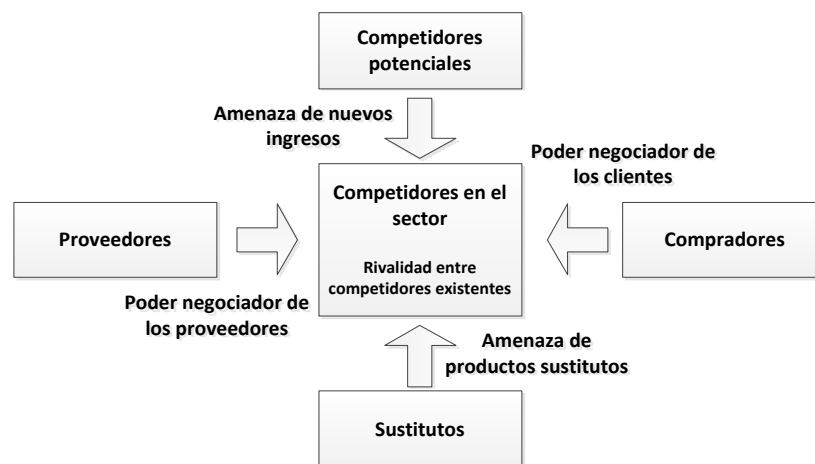 Competidores
potenciales
Amenaza de nuevos
ingresos
Poder negociador de
los clientes
Competidores en el
sector
Rivalidad entre
competidores existentes
Proveedores
Compradores
Poder negociador de
los proveedores
Amenaza de
productos sustitutos
Sustitutos